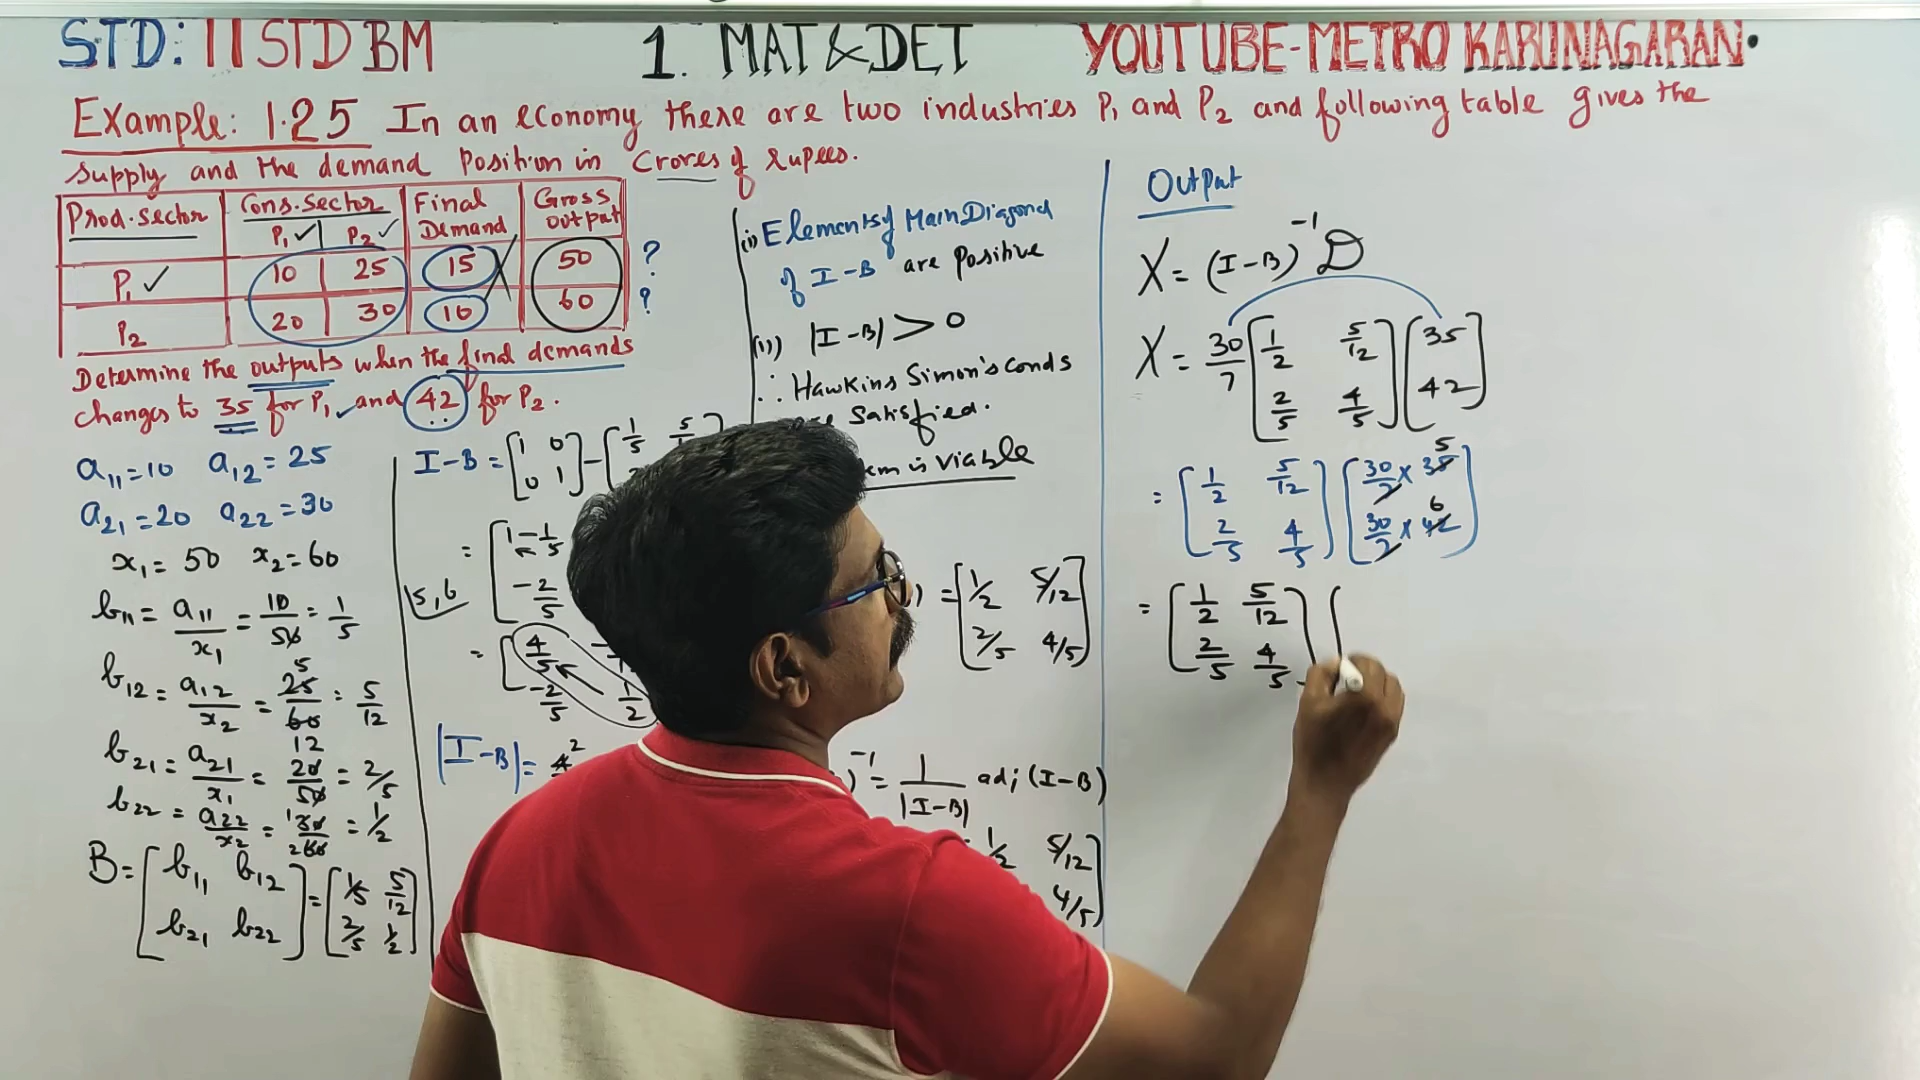 STD: 11 STD BM 1. MAT & DET YOUTUBE-METRO KARUNAGARAN.
Example: 1.25 In an economy there are two industries P₁ and P₂ and following table gives the
supply and the demand position in Crores of rupees.
Prod. sector | Cons. sector | Final Demand | Gross output
P₁ ✓ | P₂ ✓
P₁ ✓ | 10 | 25 | 15 | 50 ?
P₂ | 20 | 30 | 10 | 60 ?
Determine the outputs when the final demands
changes to 35 for P₁ ✓ and 42 for P₂.
a₁₁ = 10 a₁₂ = 25
a₂₁ = 20 a₂₂ = 30
x₁ = 50 x₂ = 60
b₁₁ = a₁₁/x₁ = 10/50 = 1/5
b₁₂ = a₁₂/x₂ = 25/60 = 5/12
b₂₁ = a₂₁/x₁ = 20/50 = 2/5
b₂₂ = a₂₂/x₂ = 30/60 = 1/2
B = [b₁₁ b₁₂
b₂₁ b₂₂] = [1/5 5/12
2/5 1/2]
I-B = [1 0
0 1] - [1/5 5/
= [1-1/5
-2/5
5,6
= [4/5
-2/5 1/2
|I-B| =
(i) Elements of Main Diagonal
of I-B are positive
(ii) |I-B| > 0
∴ Hawkins Simon's conds
are satisfied.
is Viable
= [1/2 5/12
2/5 4/5]
⁻¹ = 1/|I-B| adj (I-B)
1/2 5/12
4/5]
Output
X = (I-B)⁻¹ D
X = 30/7 [1/2 5/12
2/5 4/5] [35
42]
= [1/2 5/12
2/5 4/5] [30/7 × 35 5
30/7 × 42 6]
= [1/2 5/12
2/5 4/5] [